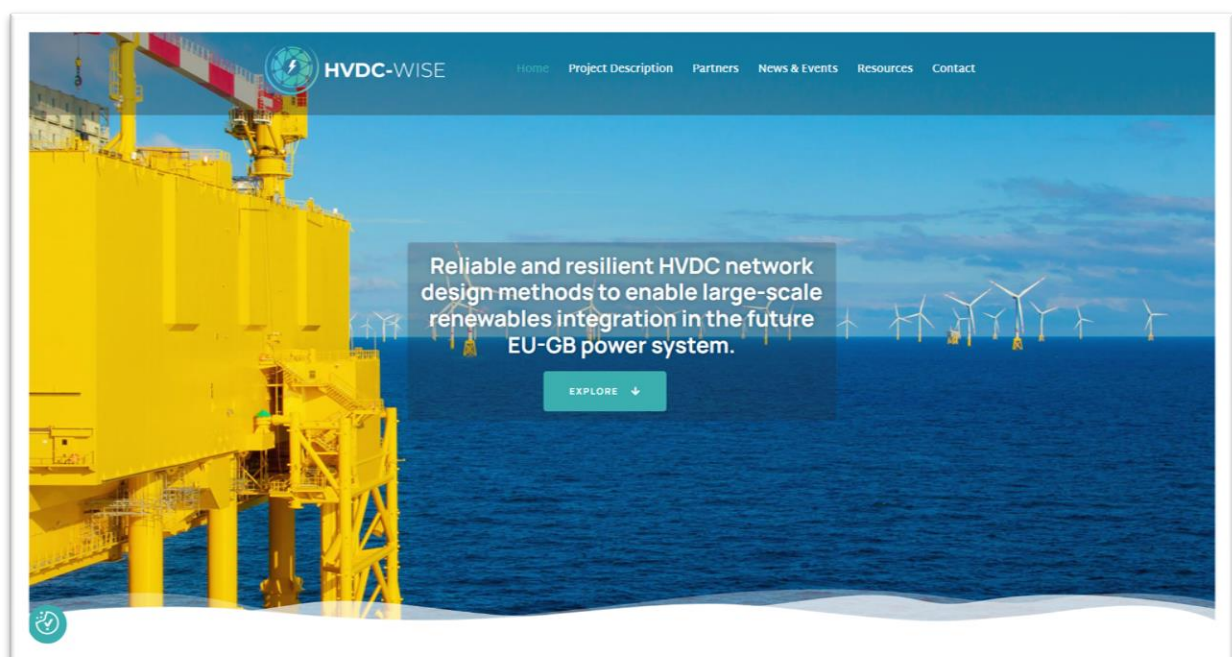 HVDC-WISE
Home Project Description Partners News & Events Resources Contact
Reliable and resilient HVDC network
design methods to enable large-scale
renewables integration in the future
EU-GB power system.
EXPLORE